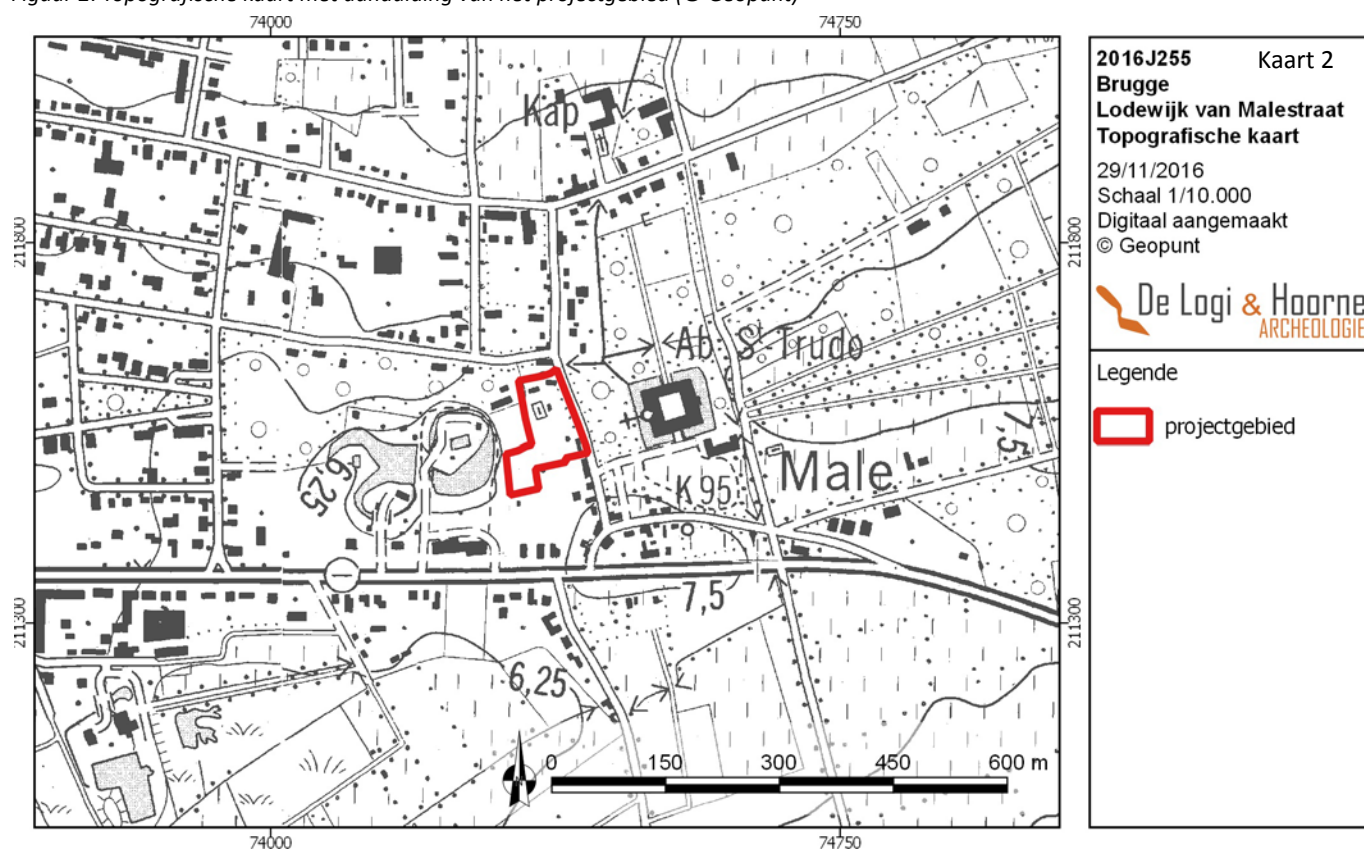 74000
74750
2016J255
Kaart 2
Brugge
Lodewijk van Malestraat
Topografische kaart
29/11/2016
Schaal 1/10.000
Digitaal aangemaakt
© Geopunt
De Logi & Hoorne
ARCHEOLOGIE
Legende
projectgebied
Kap
211800
211800
E
Ab St Trudo
7,5
Male
K 95
6,25
7,5
211300
211300
6,25
0 150 300 450 600 m
74000
74750